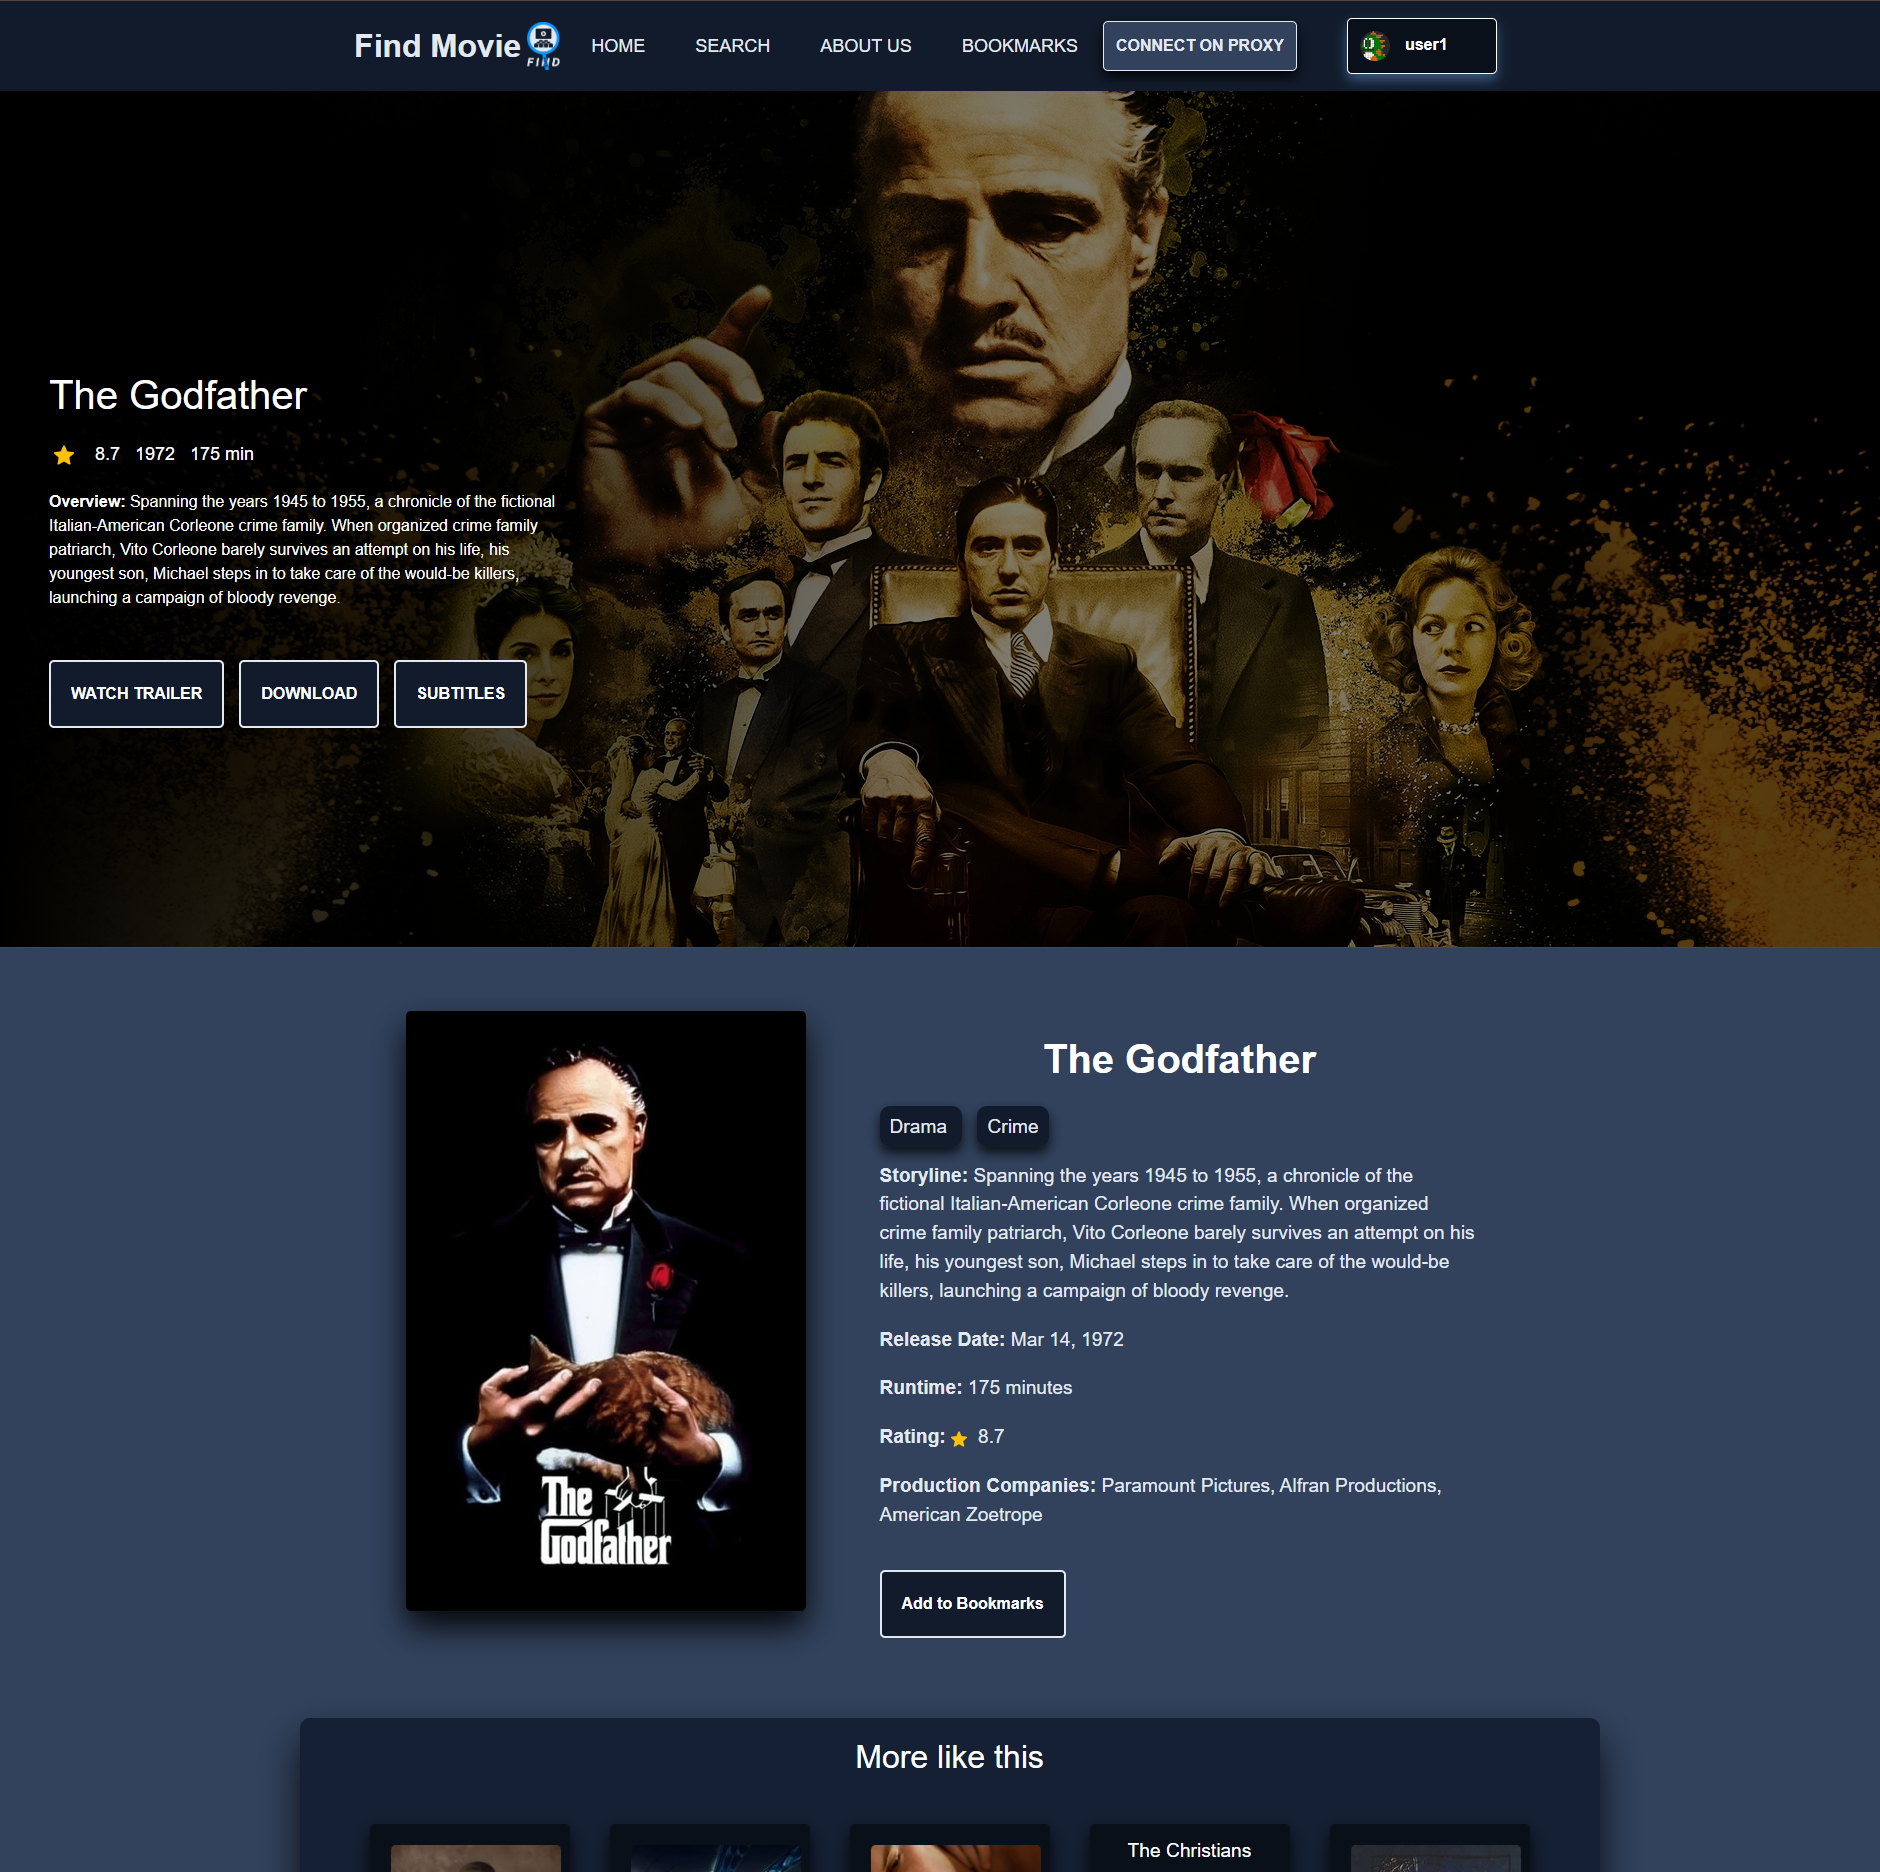 Find Movie
FIND
HOME
SEARCH
ABOUT US
BOOKMARKS
CONNECT ON PROXY
user1
The Godfather
8.7 1972 175 min
Overview: Spanning the years 1945 to 1955, a chronicle of the fictional
Italian-American Corleone crime family. When organized crime family
patriarch, Vito Corleone barely survives an attempt on his life, his
youngest son, Michael steps in to take care of the would-be killers,
launching a campaign of bloody revenge.
WATCH TRAILER
DOWNLOAD
SUBTITLES
The
Godfather
The Godfather
Drama
Crime
Storyline: Spanning the years 1945 to 1955, a chronicle of the
fictional Italian-American Corleone crime family. When organized
crime family patriarch, Vito Corleone barely survives an attempt on his
life, his youngest son, Michael steps in to take care of the would-be
killers, launching a campaign of bloody revenge.
Release Date: Mar 14, 1972
Runtime: 175 minutes
Rating: 8.7
Production Companies: Paramount Pictures, Alfran Productions,
American Zoetrope
Add to Bookmarks
More like this
The Christians